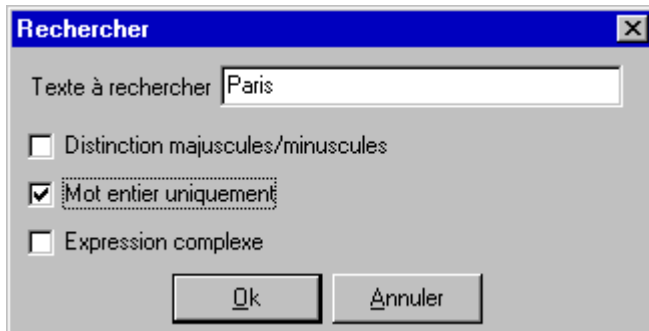 Rechercher
Texte à rechercher Paris
Distinction majuscules/minuscules
Mot entier uniquement
Expression complexe
Ok Annuler